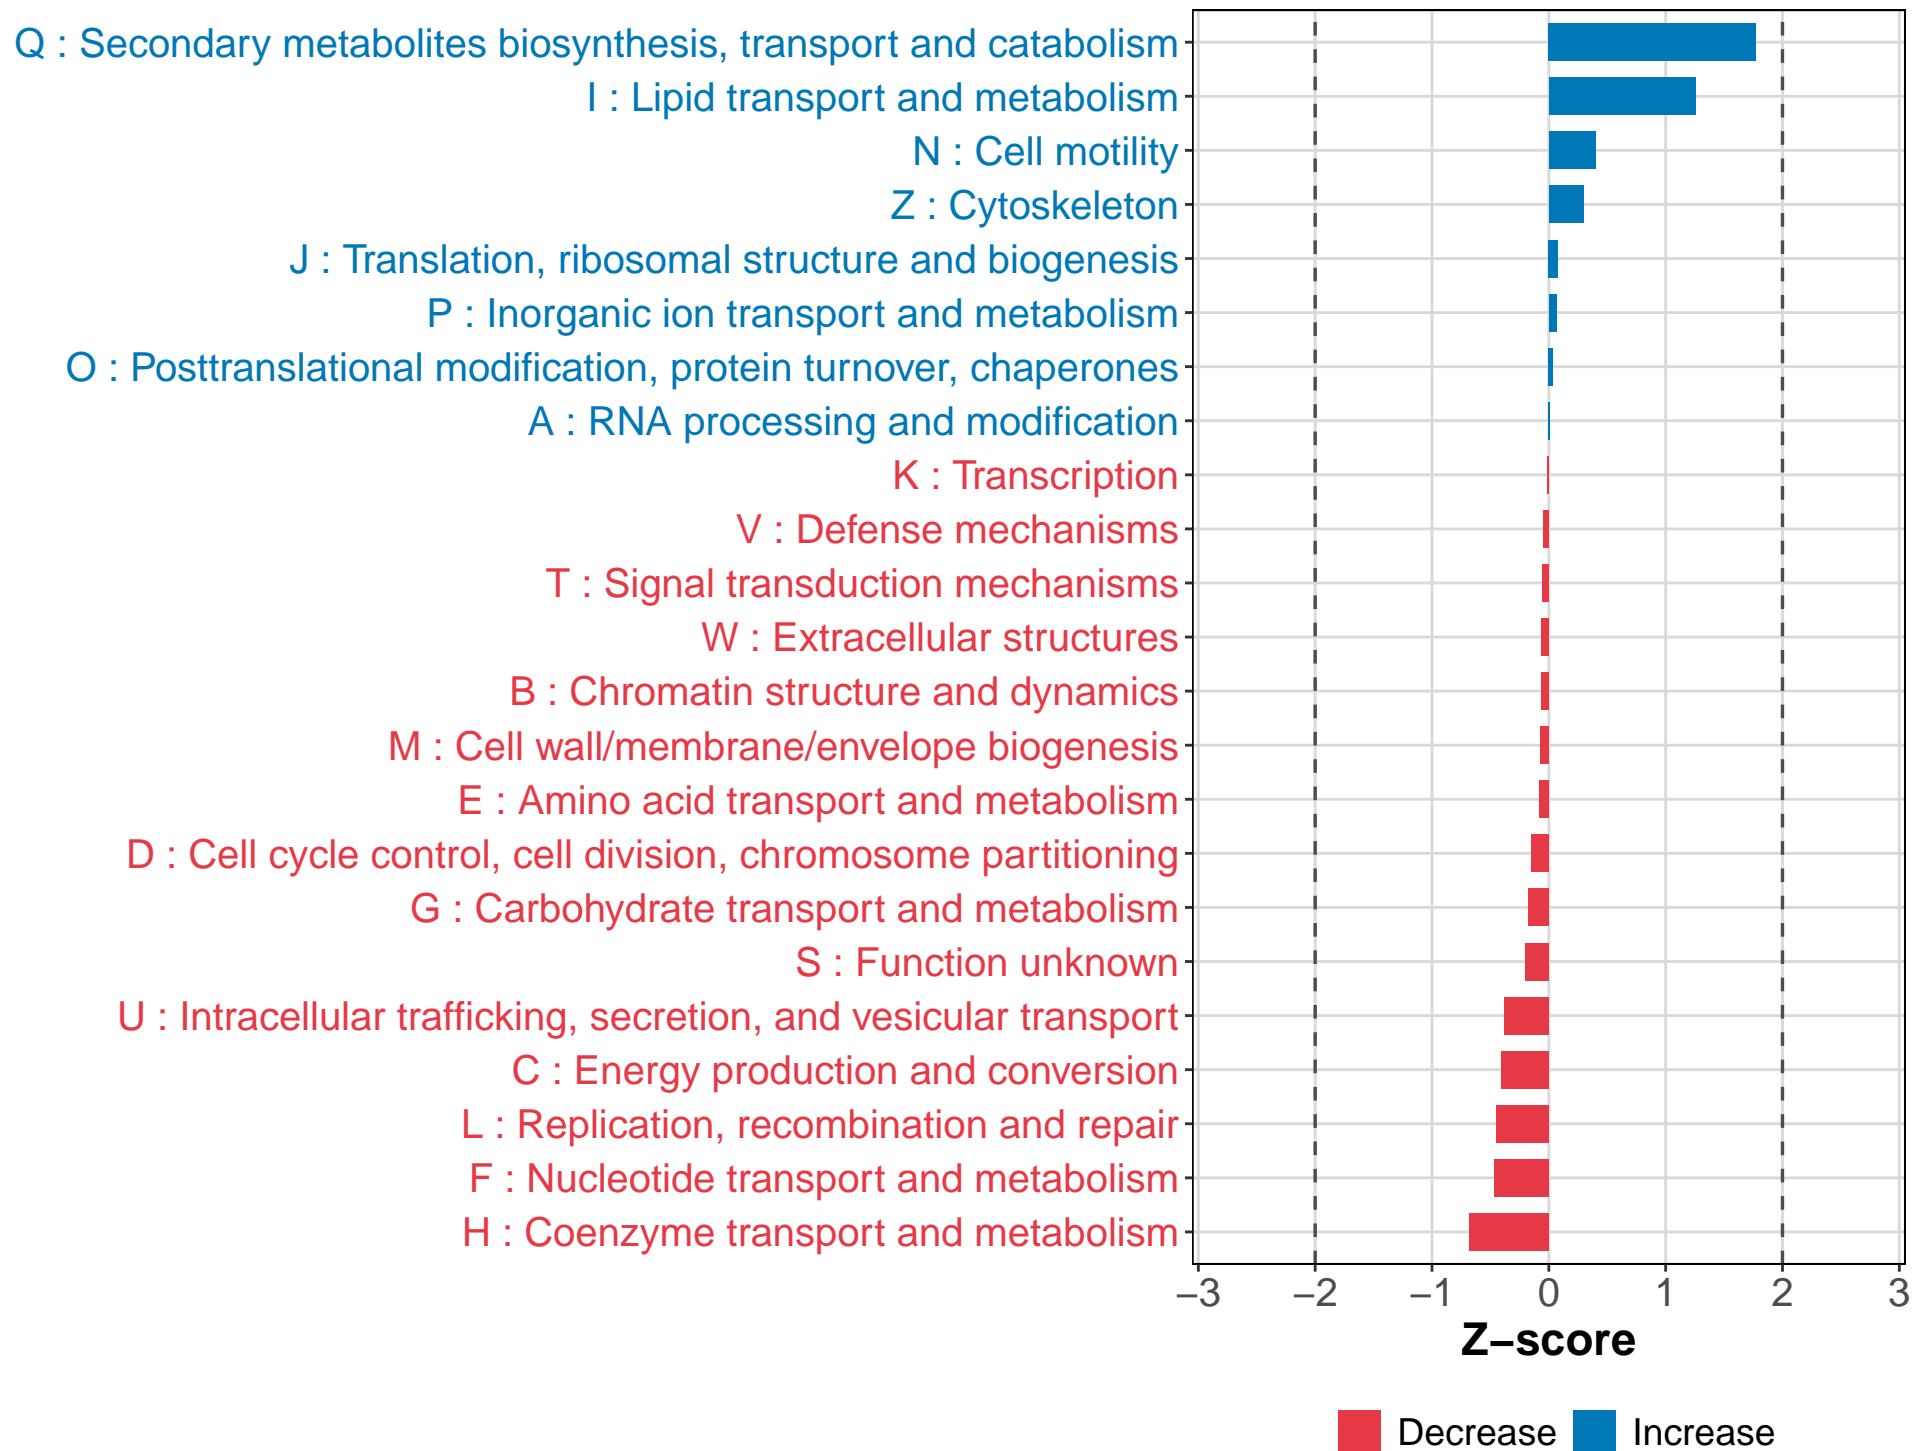 Q : Secondary metabolites biosynthesis, transport and catabolism
I : Lipid transport and metabolism
N : Cell motility
Z : Cytoskeleton
J : Translation, ribosomal structure and biogenesis
P : Inorganic ion transport and metabolism
O : Posttranslational modification, protein turnover, chaperones
A : RNA processing and modification
K : Transcription
V : Defense mechanisms
T : Signal transduction mechanisms
W : Extracellular structures
B : Chromatin structure and dynamics
M : Cell wall/membrane/envelope biogenesis
E : Amino acid transport and metabolism
D : Cell cycle control, cell division, chromosome partitioning
G : Carbohydrate transport and metabolism
S : Function unknown
U : Intracellular trafficking, secretion, and vesicular transport
C : Energy production and conversion
L : Replication, recombination and repair
F : Nucleotide transport and metabolism
H : Coenzyme transport and metabolism
−3 −2 −1 0 1 2 3
Z−score
Decrease Increase